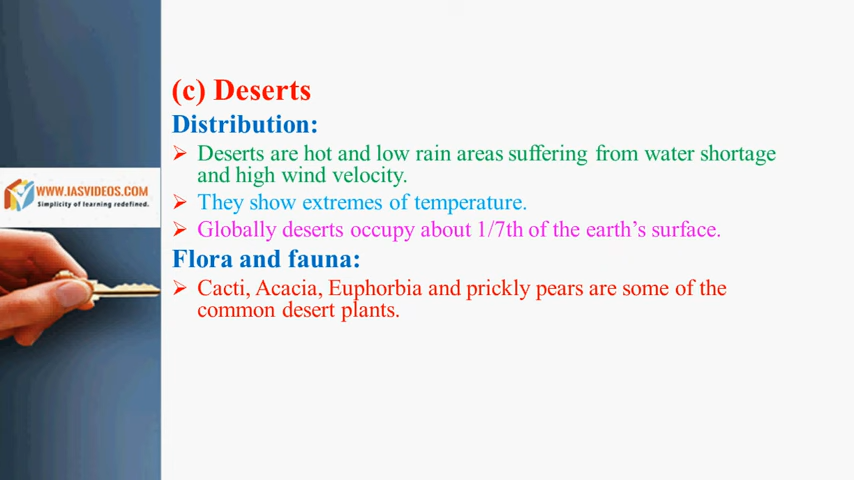 (c) Deserts
Distribution:
➢ Deserts are hot and low rain areas suffering from water shortage
and high wind velocity.
➢ They show extremes of temperature.
➢ Globally deserts occupy about 1/7th of the earth’s surface.
Flora and fauna:
➢ Cacti, Acacia, Euphorbia and prickly pears are some of the
common desert plants.
WWW.IASVIDEOS.COM
Simplicity of learning redefined.